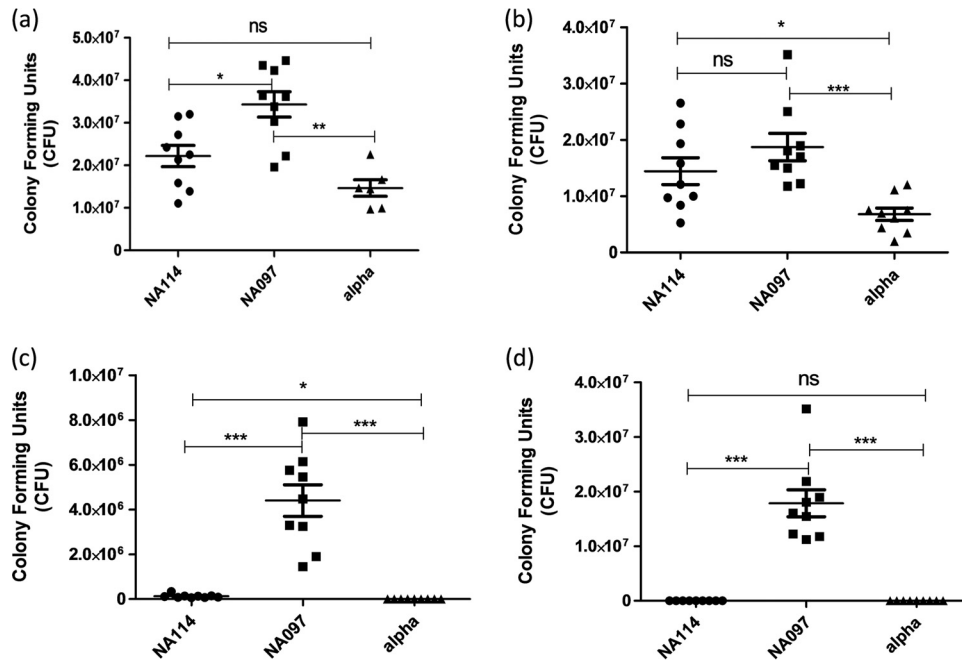 (a)
ns
*
**
5.0×10⁷
4.0×10⁷
3.0×10⁷
2.0×10⁷
1.0×10⁷
0
Colony Forming Units
(CFU)
NA114
NA097
alpha
(b)
*
ns
***
4.0×10⁷
3.0×10⁷
2.0×10⁷
1.0×10⁷
0
Colony Forming Units
(CFU)
NA114
NA097
alpha
(c)
*
***
***
1.0×10⁷
8.0×10⁶
6.0×10⁶
4.0×10⁶
2.0×10⁶
0
Colony Forming Units
(CFU)
NA114
NA097
alpha
(d)
ns
***
***
4.0×10⁷
3.0×10⁷
2.0×10⁷
1.0×10⁷
0
Colony Forming Units
(CFU)
NA114
NA097
alpha